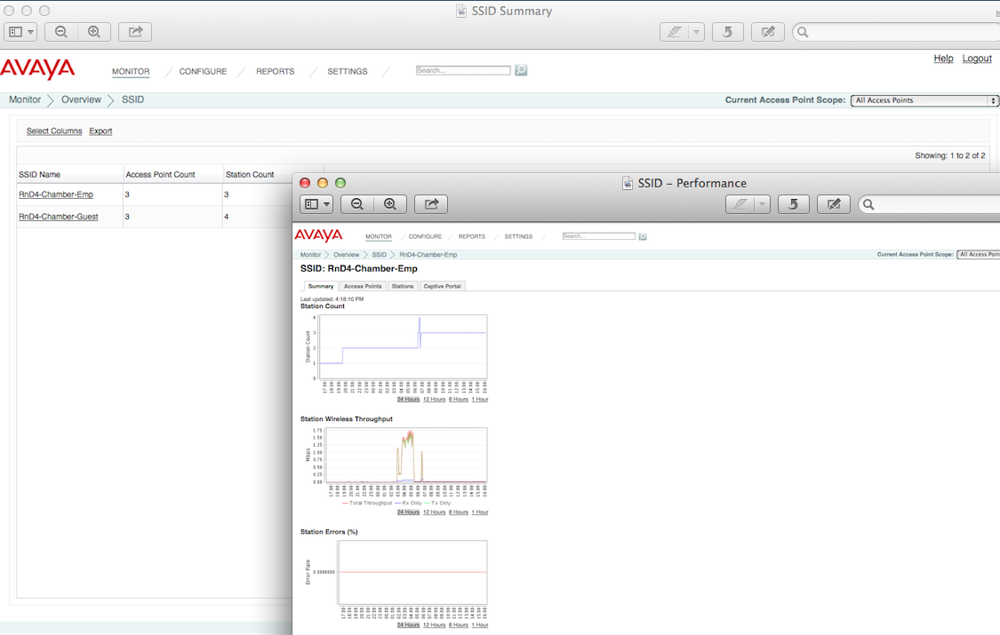 SSID Summary
AVAYA
MONITOR
CONFIGURE
REPORTS
SETTINGS
Search...
Help Logout
Monitor Overview SSID
Current Access Point Scope: All Access Points
Select Columns Export
Showing: 1 to 2 of 2
SSID Name Access Point Count Station Count
RnD4-Chamber-Emp 3 3
RnD4-Chamber-Guest 3 4
SSID – Performance
AVAYA
MONITOR
CONFIGURE
REPORTS
SETTINGS
Search...
Monitor Overview SSID RnD4-Chamber-Emp
Current Access Point Scope: All Access Poin
SSID: RnD4-Chamber-Emp
Summary Access Points Stations Captive Portal
Last updated: 4:18:10 PM
Station Count
Station Count
4
3
2
1
0
17:00 18:00 19:00 20:00 21:00 22:00 23:00 00:00 01:00 02:00 03:00 04:00 05:00 06:00 07:00 08:00 09:00 10:00 11:00 12:00 13:00 14:00 15:00 16:00
24 Hours 12 Hours 8 Hours 1 Hour
Station Wireless Throughput
Mbps
1.75
1.50
1.25
1.00
0.75
0.50
0.25
0.00
17:00 18:00 19:00 20:00 21:00 22:00 23:00 00:00 01:00 02:00 03:00 04:00 05:00 06:00 07:00 08:00 09:00 10:00 11:00 12:00 13:00 14:00 15:00 16:00
Total Throughput Rx Only Tx Only
24 Hours 12 Hours 8 Hours 1 Hour
Station Errors (%)
Error Rate
0.0000000
17:00 18:00 19:00 20:00 21:00 22:00 23:00 00:00 01:00 02:00 03:00 04:00 05:00 06:00 07:00 08:00 09:00 10:00 11:00 12:00 13:00 14:00 15:00 16:00
24 Hours 12 Hours 8 Hours 1 Hour